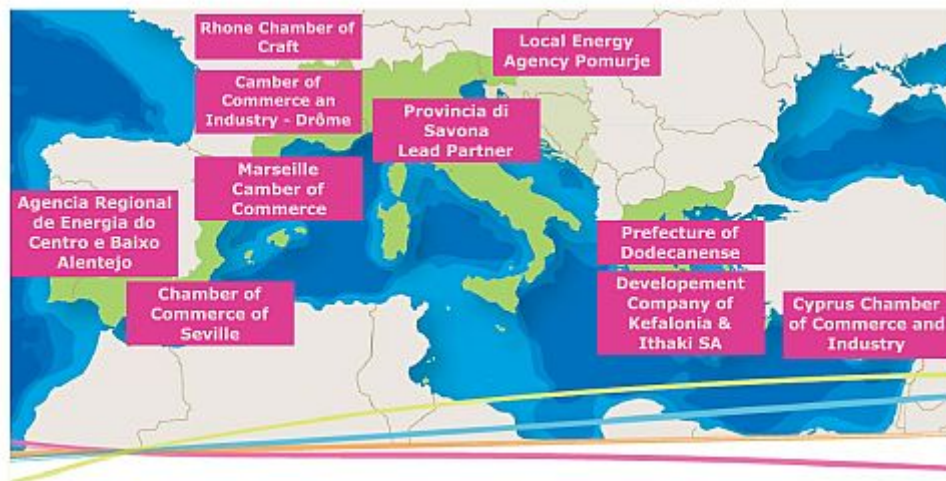 Rhone Chamber of
Craft
Local Energy
Agency Pomurje
Camber of
Commerce an
Industry - Drôme
Provincia di
Savona
Lead Partner
Marseille
Camber of
Commerce
Agencia Regional
de Energia do
Centro e Baixo
Alentejo
Prefecture of
Dodecanense
Chamber of
Commerce of
Seville
Developement
Company of
Kefalonia &
Ithaki SA
Cyprus Chamber
of Commerce and
Industry